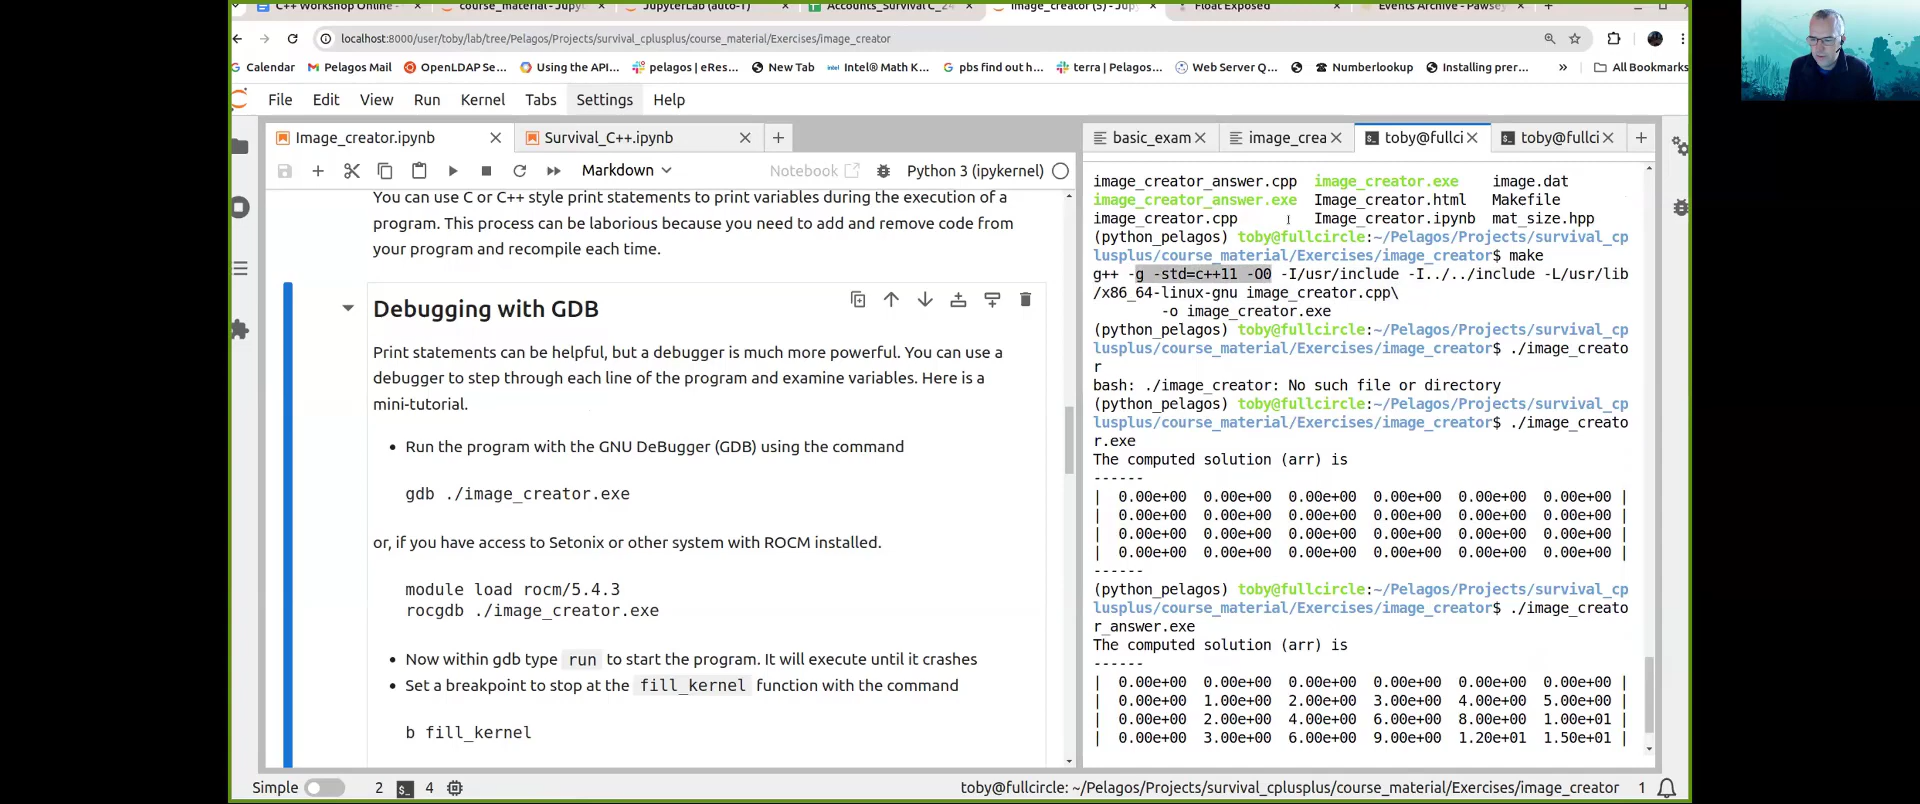 C++ Workshop Online -
course_material - Jupyt
JupyterLab (auto-T)
Accounts_Survival C_24
image_creator (5) - Jup
Float Exposed
Events Archive - Pawsey
localhost:8000/user/toby/lab/tree/Pelagos/Projects/survival_cplusplus/course_material/Exercises/image_creator
Calendar Pelagos Mail OpenLDAP Se... Using the API... pelagos | eRes... New Tab Intel® Math K... pbs find out h... terra | Pelagos... Web Server Q... Numberlookup Installing prer... » All Bookmarks
File Edit View Run Kernel Tabs Settings Help
Image_creator.ipynb Survival_C++.ipynb
Markdown Notebook Python 3 (ipykernel)
You can use C or C++ style print statements to print variables during the execution of a
program. This process can be laborious because you need to add and remove code from
your program and recompile each time.
Debugging with GDB
Print statements can be helpful, but a debugger is much more powerful. You can use a
debugger to step through each line of the program and examine variables. Here is a
mini-tutorial.
• Run the program with the GNU DeBugger (GDB) using the command
gdb ./image_creator.exe
or, if you have access to Setonix or other system with ROCM installed.
module load rocm/5.4.3
rocgdb ./image_creator.exe
• Now within gdb type run to start the program. It will execute until it crashes
• Set a breakpoint to stop at the fill_kernel function with the command
b fill_kernel
basic_exam image_crea toby@fullci toby@fullci
image_creator_answer.cpp image_creator.exe image.dat
image_creator_answer.exe Image_creator.html Makefile
image_creator.cpp Image_creator.ipynb mat_size.hpp
(python_pelagos) toby@fullcircle:~/Pelagos/Projects/survival_cp
lusplus/course_material/Exercises/image_creator$ make
g++ -g -std=c++11 -O0 -I/usr/include -I../../include -L/usr/lib
/x86_64-linux-gnu image_creator.cpp\
-o image_creator.exe
(python_pelagos) toby@fullcircle:~/Pelagos/Projects/survival_cp
lusplus/course_material/Exercises/image_creator$ ./image_creato
r
bash: ./image_creator: No such file or directory
(python_pelagos) toby@fullcircle:~/Pelagos/Projects/survival_cp
lusplus/course_material/Exercises/image_creator$ ./image_creato
r.exe
The computed solution (arr) is
------
| 0.00e+00 0.00e+00 0.00e+00 0.00e+00 0.00e+00 0.00e+00 |
| 0.00e+00 0.00e+00 0.00e+00 0.00e+00 0.00e+00 0.00e+00 |
| 0.00e+00 0.00e+00 0.00e+00 0.00e+00 0.00e+00 0.00e+00 |
| 0.00e+00 0.00e+00 0.00e+00 0.00e+00 0.00e+00 0.00e+00 |
------
(python_pelagos) toby@fullcircle:~/Pelagos/Projects/survival_cp
lusplus/course_material/Exercises/image_creator$ ./image_creato
r_answer.exe
The computed solution (arr) is
------
| 0.00e+00 0.00e+00 0.00e+00 0.00e+00 0.00e+00 0.00e+00 |
| 0.00e+00 1.00e+00 2.00e+00 3.00e+00 4.00e+00 5.00e+00 |
| 0.00e+00 2.00e+00 4.00e+00 6.00e+00 8.00e+00 1.00e+01 |
| 0.00e+00 3.00e+00 6.00e+00 9.00e+00 1.20e+01 1.50e+01 |
Simple 2 4 toby@fullcircle: ~/Pelagos/Projects/survival_cplusplus/course_material/Exercises/image_creator 1